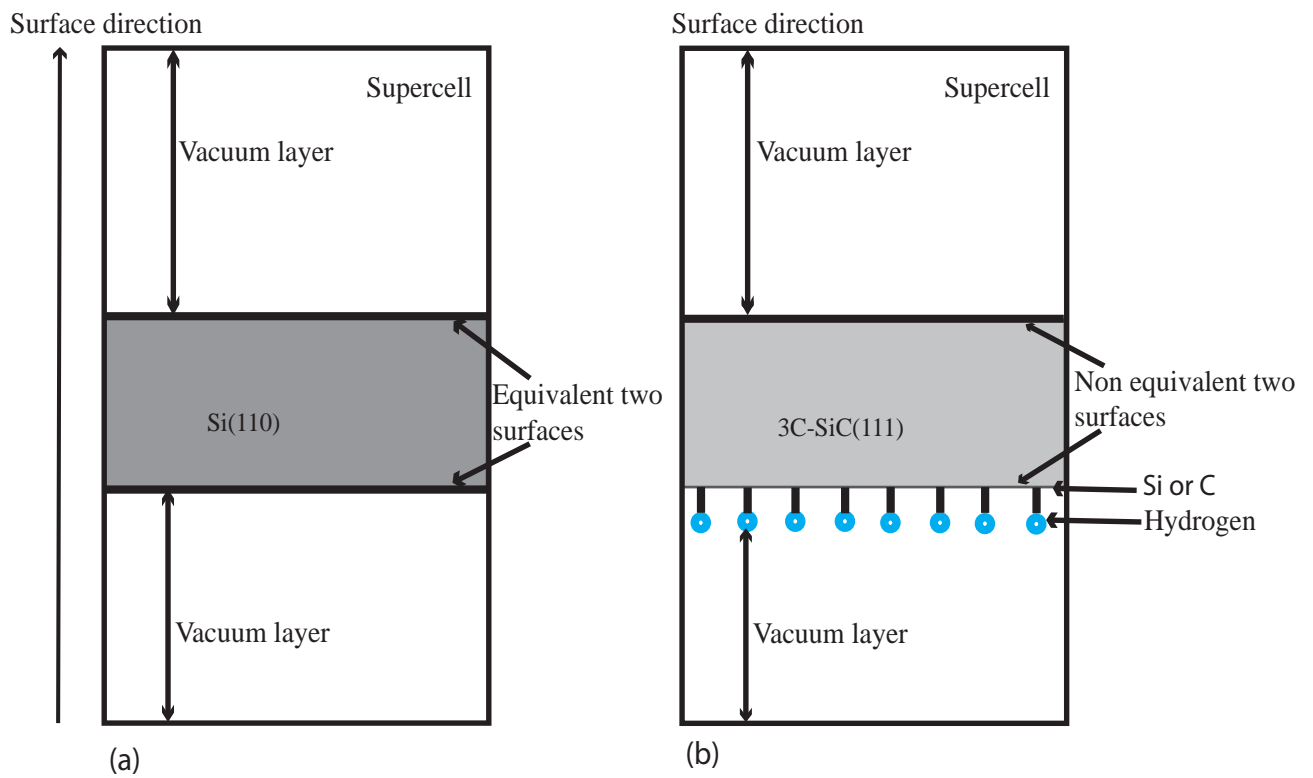 Surface direction
Supercell
Vacuum layer
Si(110)
Equivalent two
surfaces
Vacuum layer
(a)
Surface direction
Supercell
Vacuum layer
3C-SiC(111)
Non equivalent two
surfaces
Si or C
Hydrogen
Vacuum layer
(b)